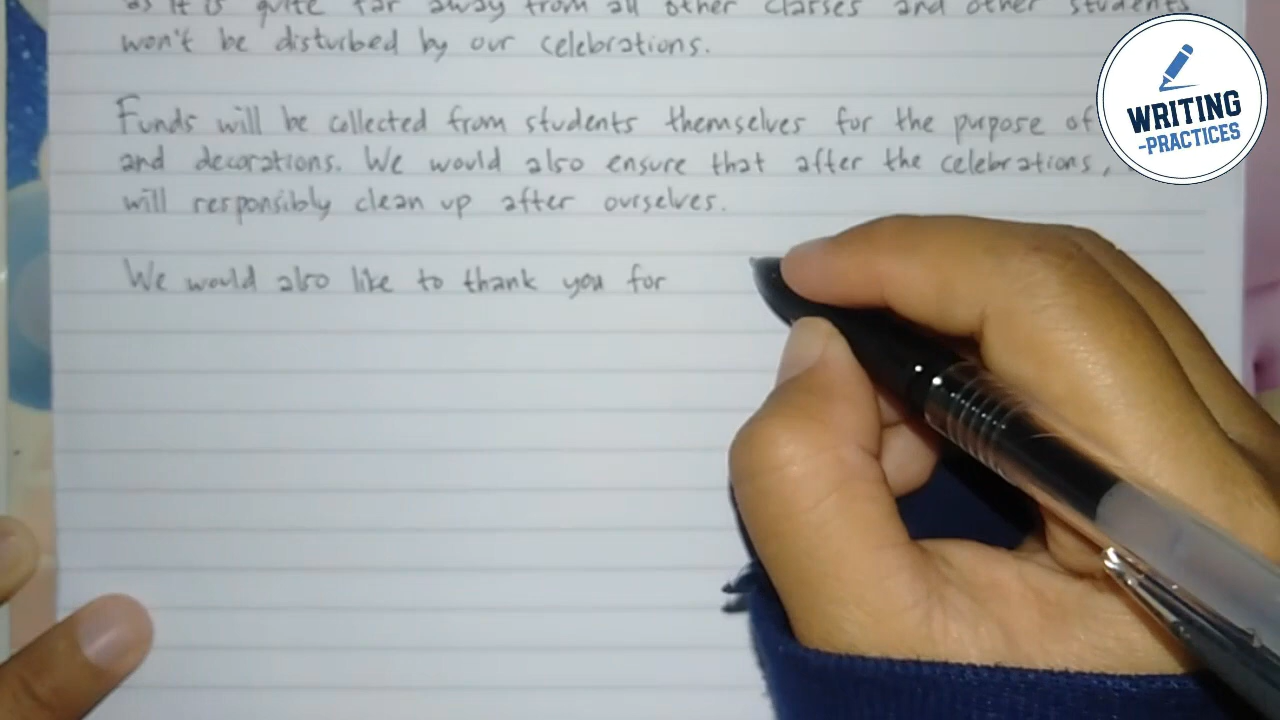 as it is quite far away from all other classes and other students
won't be disturbed by our celebrations.
Funds will be collected from students themselves for the purpose of
and decorations. We would also ensure that after the celebrations,
will responsibly clean up after ourselves.
We would also like to thank you for
WRITING
-PRACTICES